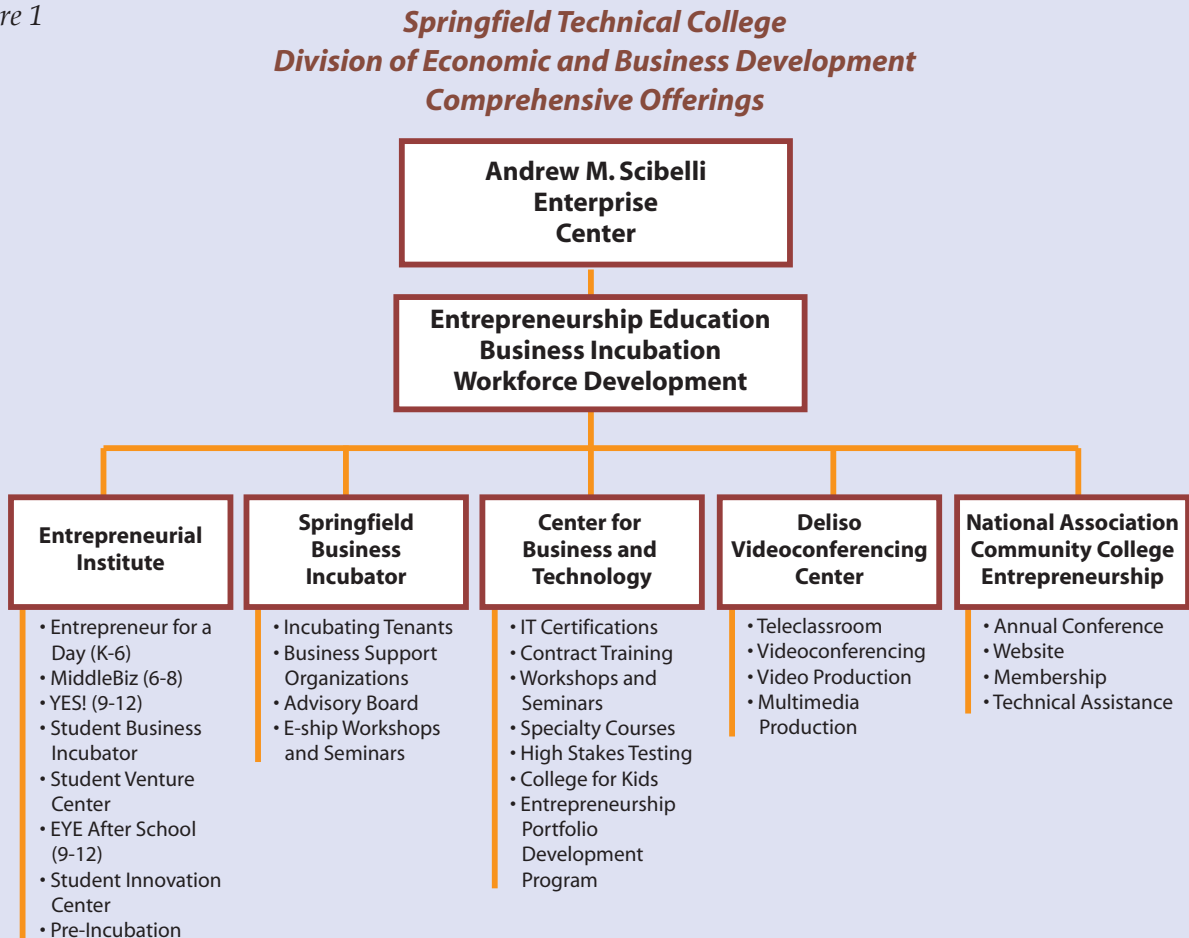 re 1
Springfield Technical College
Division of Economic and Business Development
Comprehensive Offerings
Andrew M. Scibelli
Enterprise
Center
Entrepreneurship Education
Business Incubation
Workforce Development
Entrepreneurial
Institute
• Entrepreneur for a
Day (K-6)
• MiddleBiz (6-8)
• YES! (9-12)
• Student Business
Incubator
• Student Venture
Center
• EYE After School
(9-12)
• Student Innovation
Center
• Pre-Incubation
Springfield
Business
Incubator
• Incubating Tenants
• Business Support
Organizations
• Advisory Board
• E-ship Workshops
and Seminars
Center for
Business and
Technology
• IT Certifications
• Contract Training
• Workshops and
Seminars
• Specialty Courses
• High Stakes Testing
• College for Kids
• Entrepreneurship
Portfolio
Development
Program
Deliso
Videoconferencing
Center
• Teleclassroom
• Videoconferencing
• Video Production
• Multimedia
Production
National Association
Community College
Entrepreneurship
• Annual Conference
• Website
• Membership
• Technical Assistance